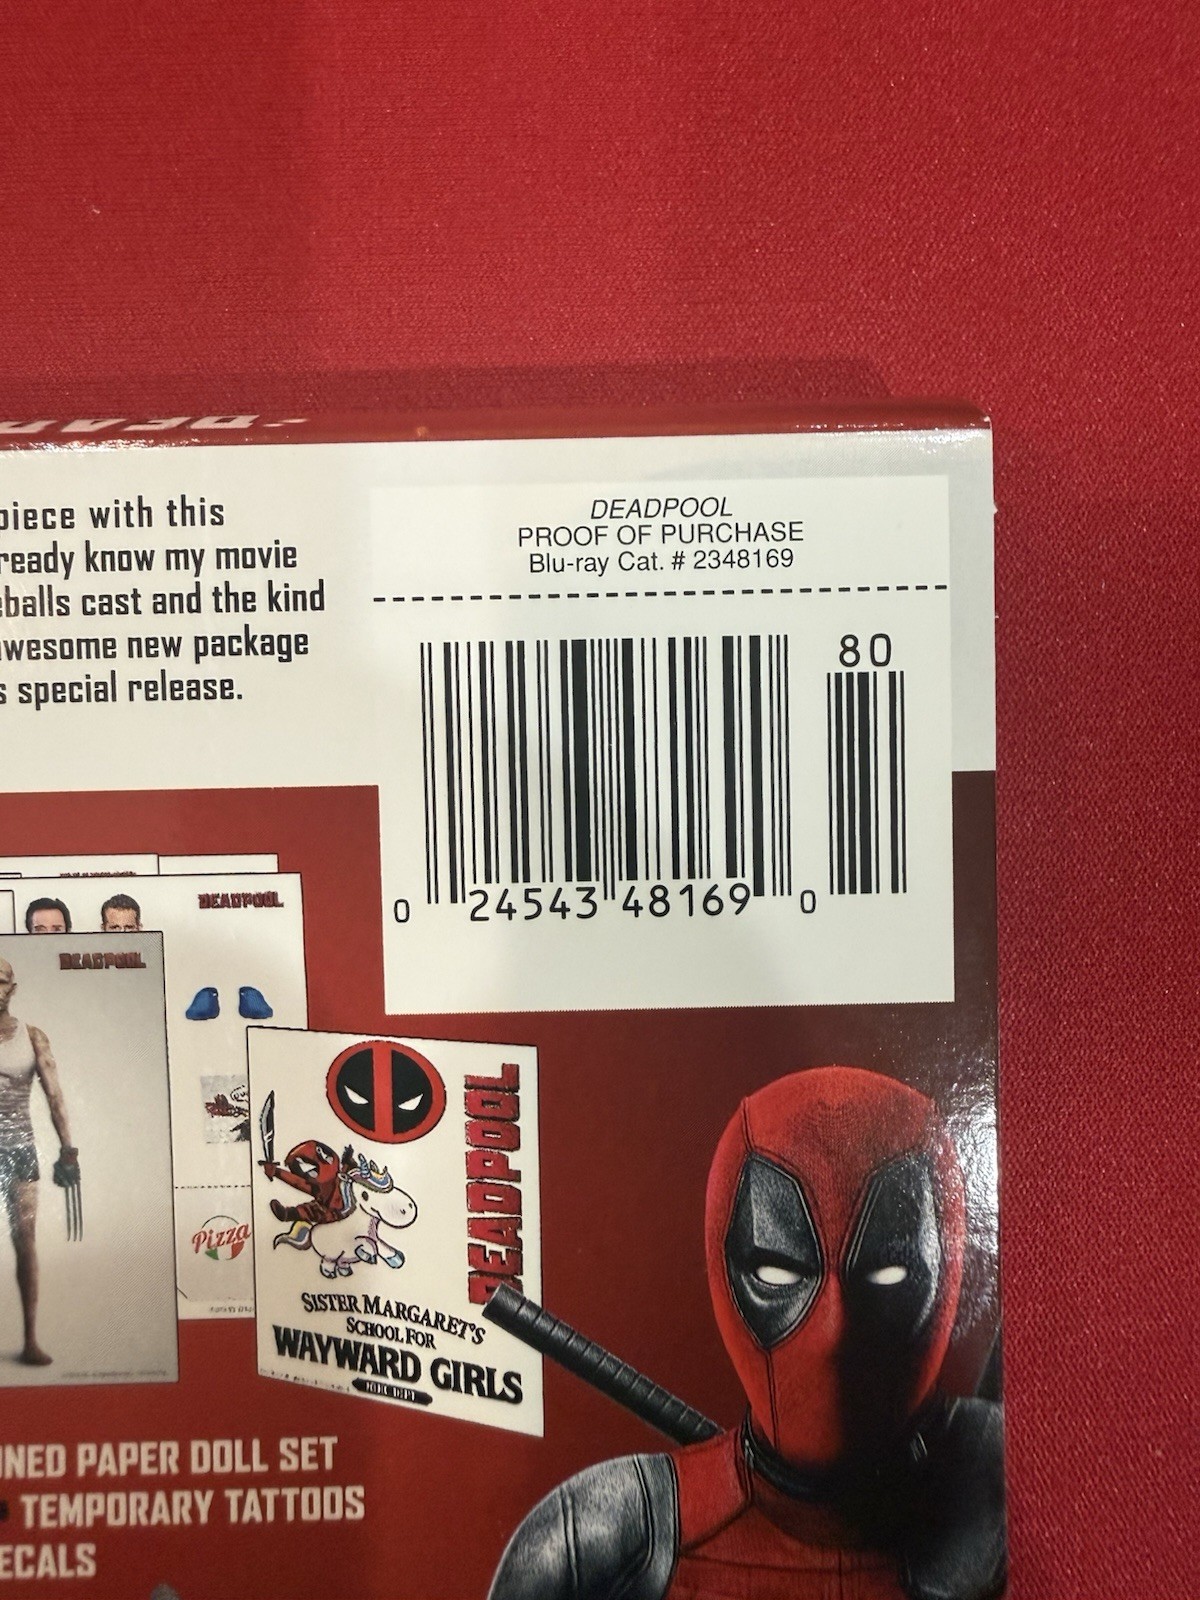 piece with this
ready know my movie
eballs cast and the kind
wesome new package
s special release.
DEADPOOL
PROOF OF PURCHASE
Blu-ray Cat. # 2348169
80
0 24543 48169 0
DEADPOOL
DEADPOOL
Pizza
DEADPOOL
SISTER MARGARET'S
SCHOOL FOR
WAYWARD GIRLS
NED PAPER DOLL SET
TEMPORARY TATTOOS
ECALS